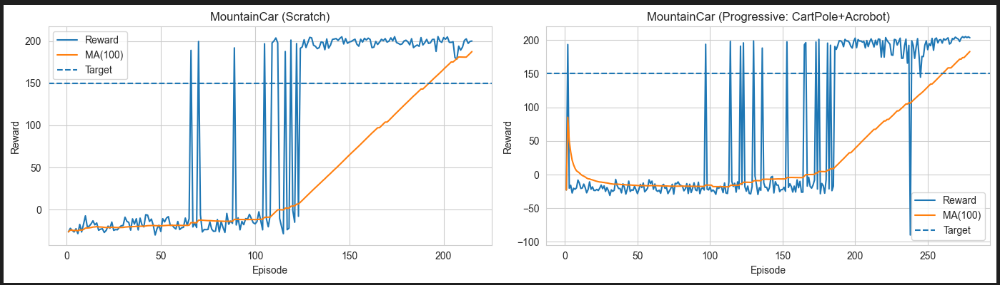 MountainCar (Scratch)
Reward
200
150
100
50
0
Reward
MA(100)
Target
0
50
100
150
200
Episode
MountainCar (Progressive: CartPole+Acrobot)
Reward
200
150
100
50
0
−50
−100
Reward
MA(100)
Target
0
50
100
150
200
250
Episode